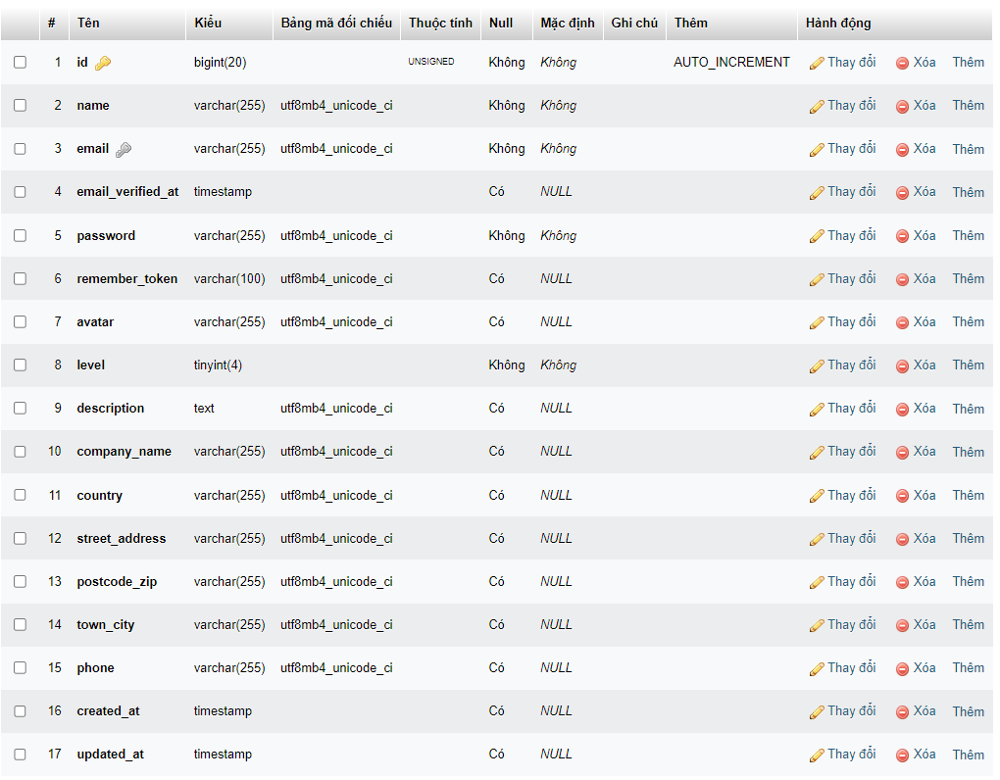 # Tên Kiểu Bảng mã đối chiếu Thuộc tính Null Mặc định Ghi chú Thêm Hành động
1 id bigint(20) UNSIGNED Không Không AUTO_INCREMENT Thay đổi Xóa Thêm
2 name varchar(255) utf8mb4_unicode_ci Không Không Thay đổi Xóa Thêm
3 email varchar(255) utf8mb4_unicode_ci Không Không Thay đổi Xóa Thêm
4 email_verified_at timestamp Có NULL Thay đổi Xóa Thêm
5 password varchar(255) utf8mb4_unicode_ci Không Không Thay đổi Xóa Thêm
6 remember_token varchar(100) utf8mb4_unicode_ci Có NULL Thay đổi Xóa Thêm
7 avatar varchar(255) utf8mb4_unicode_ci Có NULL Thay đổi Xóa Thêm
8 level tinyint(4) Không Không Thay đổi Xóa Thêm
9 description text utf8mb4_unicode_ci Có NULL Thay đổi Xóa Thêm
10 company_name varchar(255) utf8mb4_unicode_ci Có NULL Thay đổi Xóa Thêm
11 country varchar(255) utf8mb4_unicode_ci Có NULL Thay đổi Xóa Thêm
12 street_address varchar(255) utf8mb4_unicode_ci Có NULL Thay đổi Xóa Thêm
13 postcode_zip varchar(255) utf8mb4_unicode_ci Có NULL Thay đổi Xóa Thêm
14 town_city varchar(255) utf8mb4_unicode_ci Có NULL Thay đổi Xóa Thêm
15 phone varchar(255) utf8mb4_unicode_ci Có NULL Thay đổi Xóa Thêm
16 created_at timestamp Có NULL Thay đổi Xóa Thêm
17 updated_at timestamp Có NULL Thay đổi Xóa Thêm